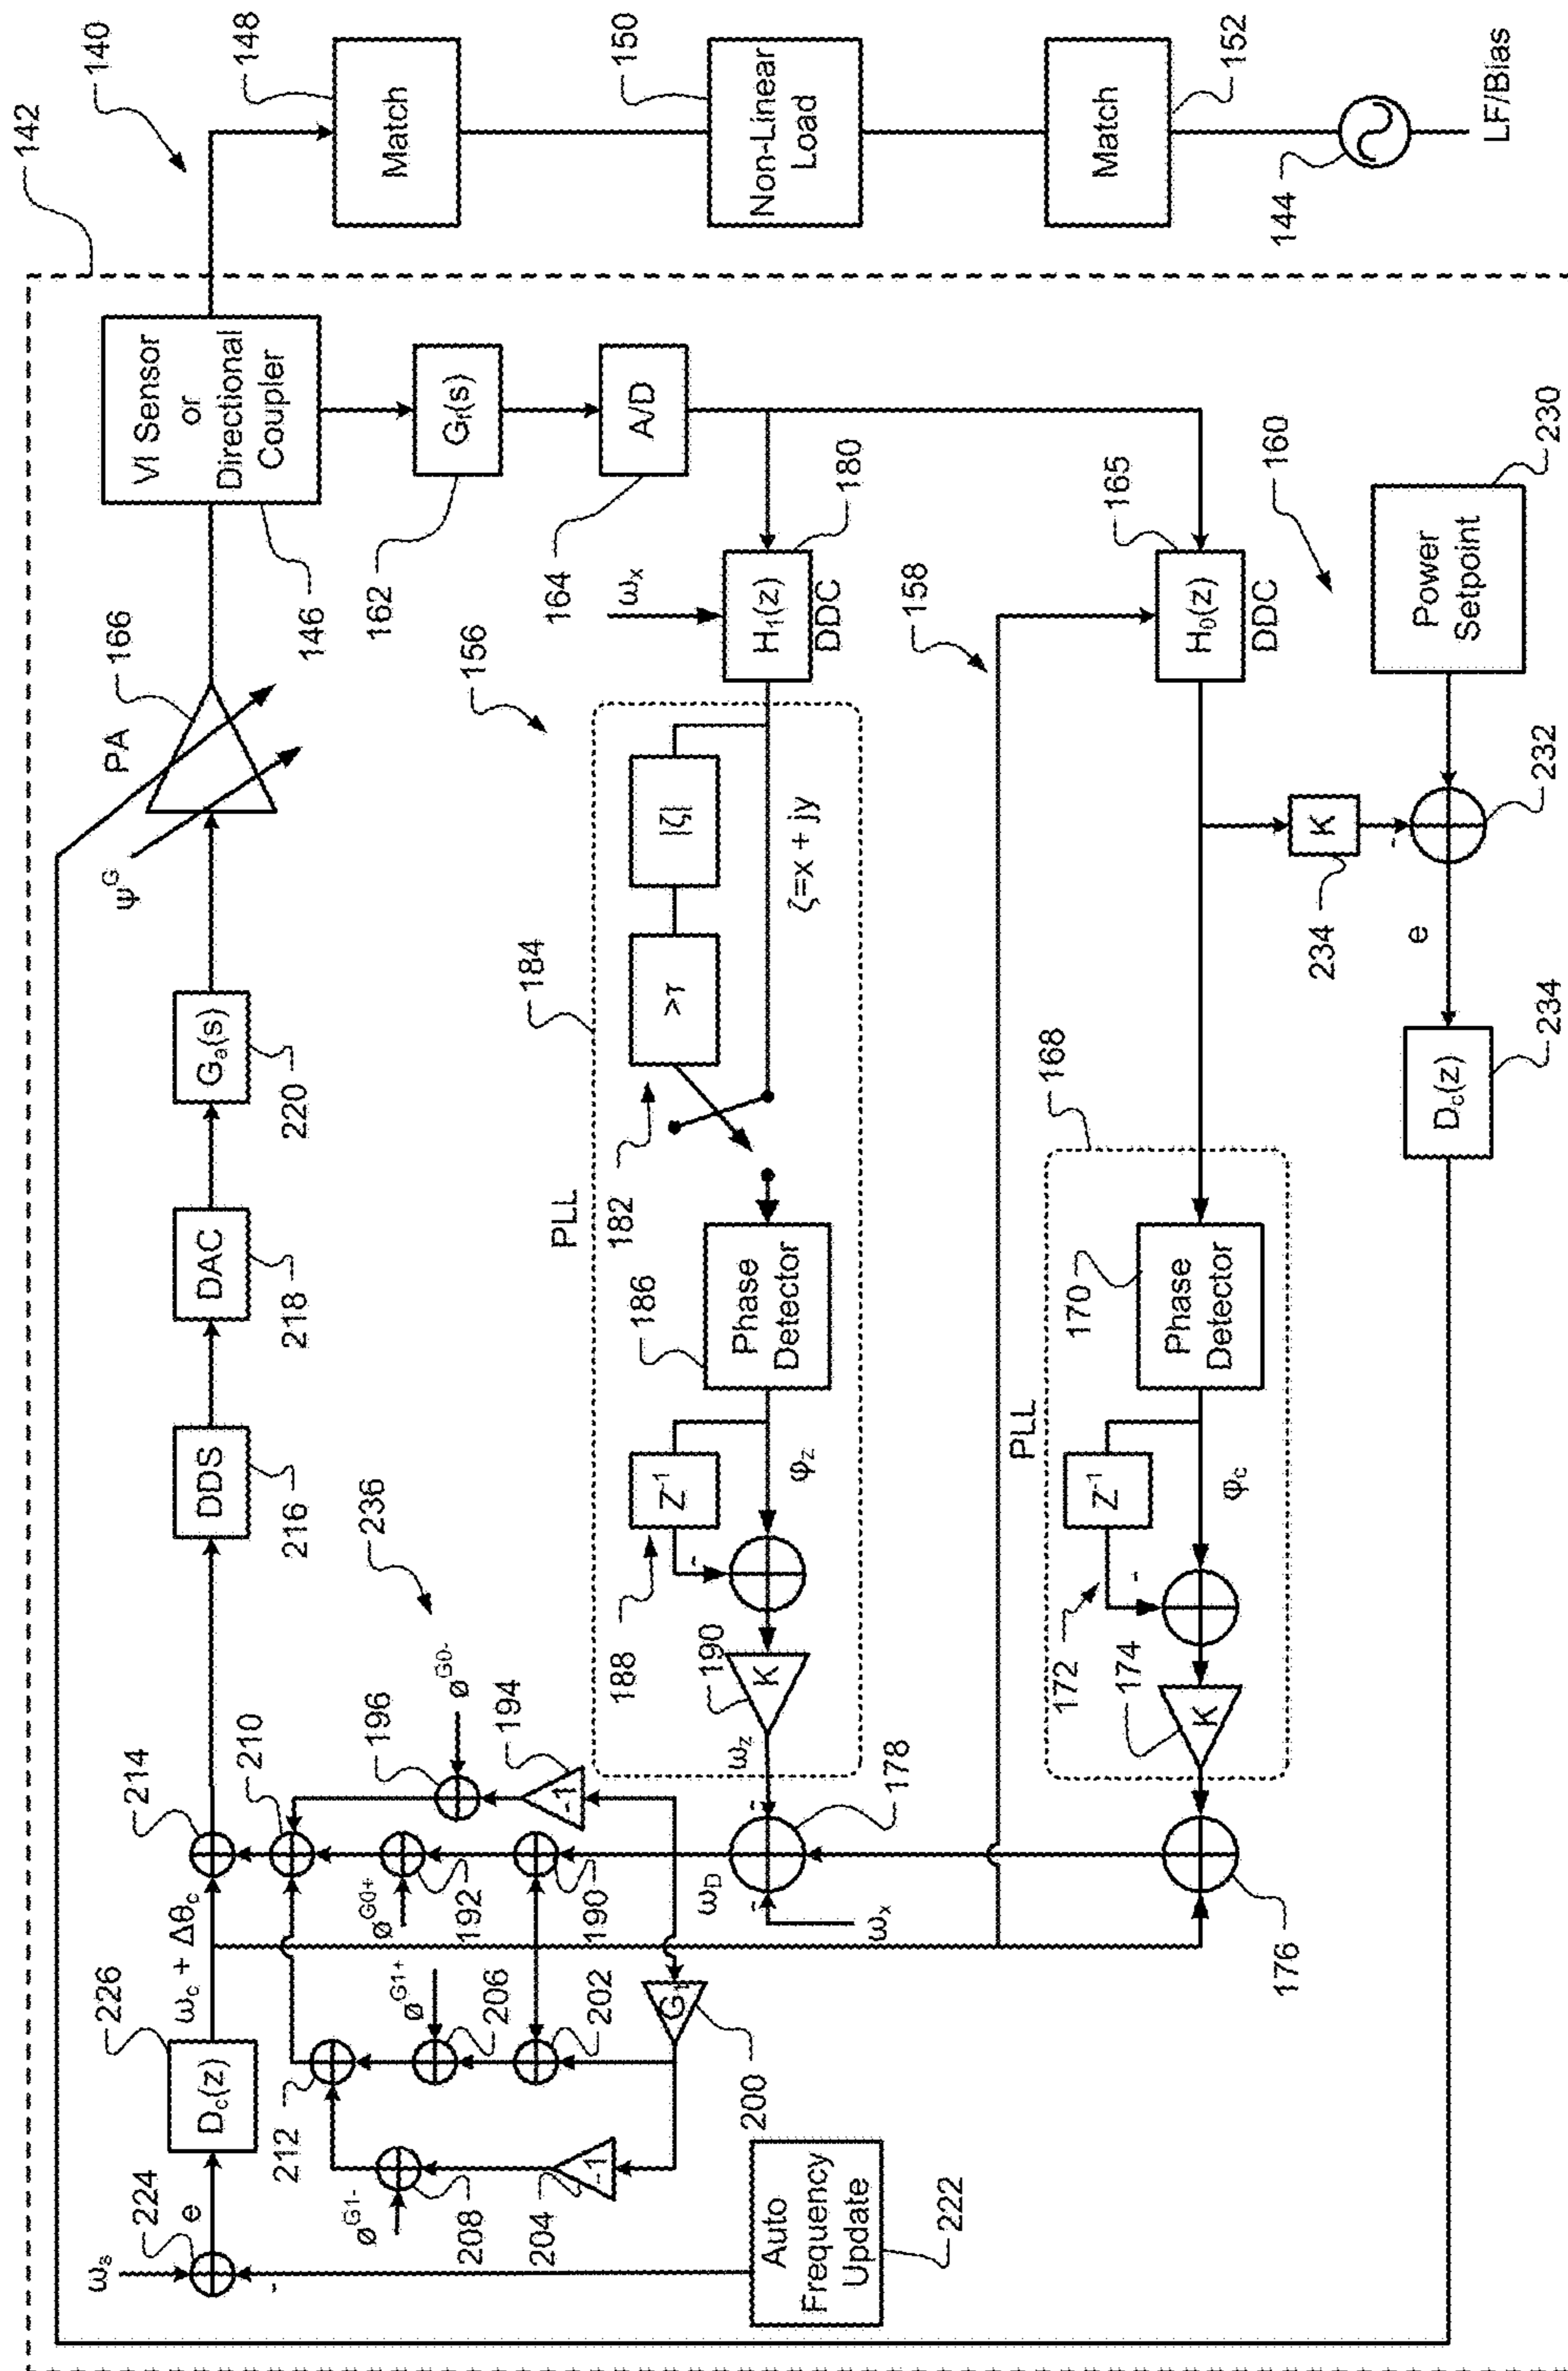 142
140
148
Match
150
Non-Linear
Load
152
Match
144
LF/Bias
VI Sensor
or
Directional
Coupler
146
PA
166
ψG
Gf(s)
162
A/D
164
220
Ga(s)
218
DAC
216
DDS
214
210
236
196
øG0-
194
-1
192
øG0+
190
226
Dc(z)
ωc + Δθc
224
e
ωs
-
212
øG1+
206
202
G1
200
øG1-
208
204
-1
Auto
Frequency
Update
222
156
ωx
180
H1(z)
DDC
184
PLL
|ζ|
>τ
ζ=x + jy
182
186
Phase
Detector
Z-1
φz
188
-
190
K
ωz
178
-
-
ωD
ωx
158
165
H0(z)
DDC
168
PLL
170
Phase
Detector
Z-1
φc
172
-
174
K
176
160
230
Power
Setpoint
232
K
-
234
e
Dc(z)
234